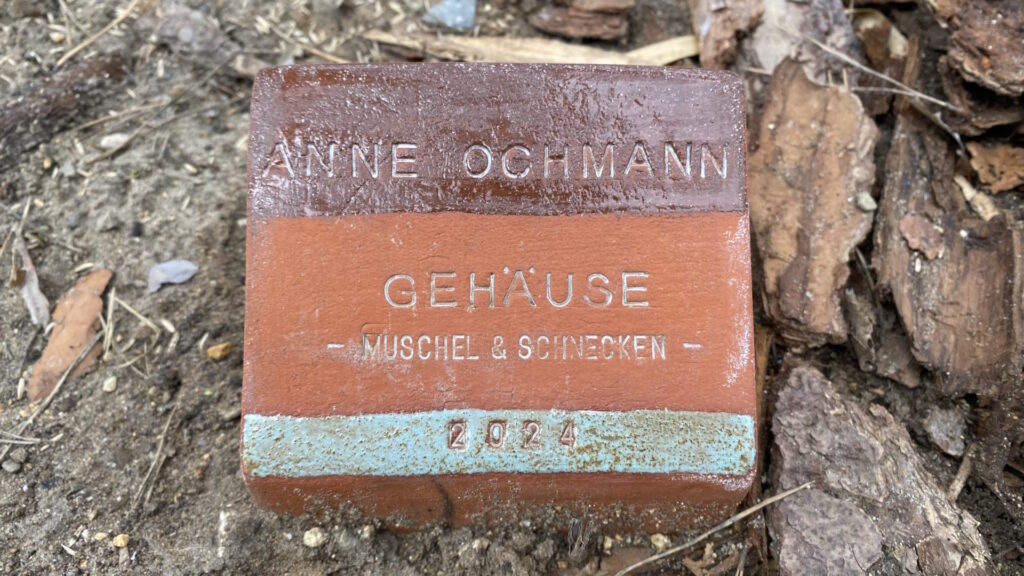 ANNE OCHMANN
GEHÄUSE
- MUSCHEL & SCHNECKEN -
2024